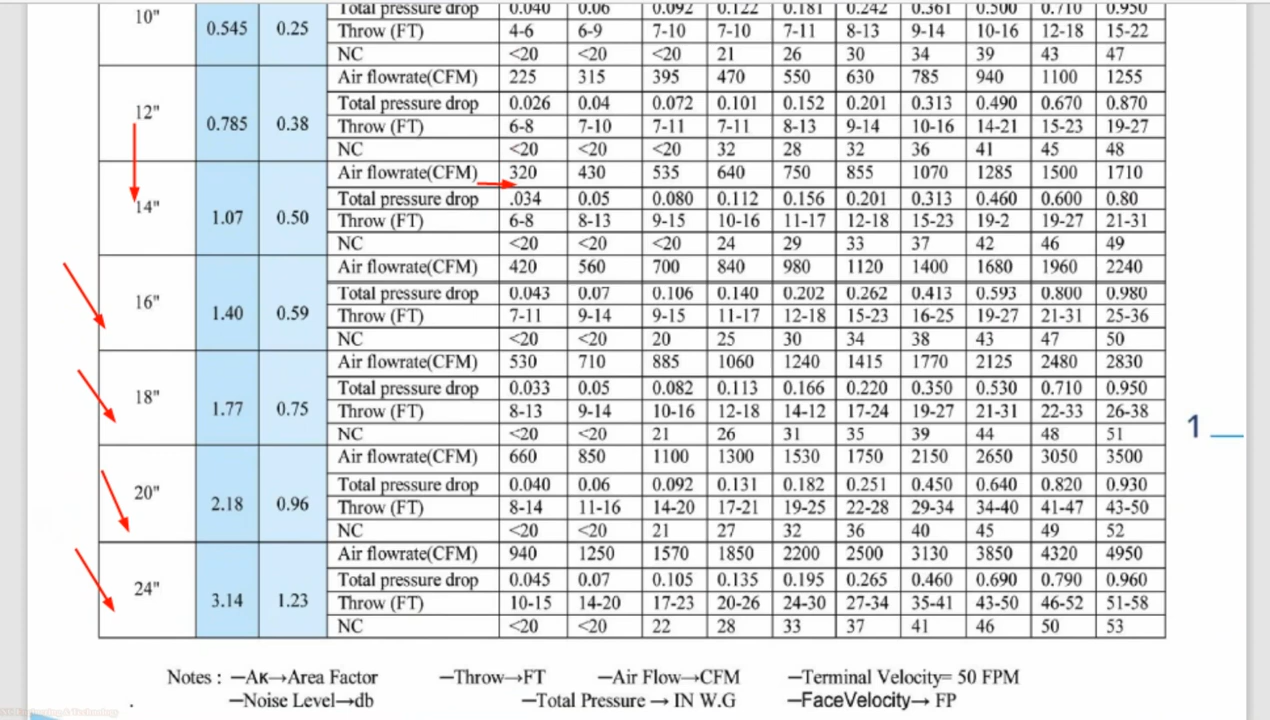 10" 0.545 0.25 Total pressure drop 0.040 0.06 0.092 0.122 0.181 0.242 0.361 0.500 0.710 0.950
Throw (FT) 4-6 6-9 7-10 7-10 7-11 8-13 9-14 10-16 12-18 15-22
NC <20 <20 <20 21 26 30 34 39 43 47
12" 0.785 0.38 Air flowrate(CFM) 225 315 395 470 550 630 785 940 1100 1255
Total pressure drop 0.026 0.04 0.072 0.101 0.152 0.201 0.313 0.490 0.670 0.870
Throw (FT) 6-8 7-10 7-11 7-11 8-13 9-14 10-16 14-21 15-23 19-27
NC <20 <20 <20 32 28 32 36 41 45 48
14" 1.07 0.50 Air flowrate(CFM) 320 430 535 640 750 855 1070 1285 1500 1710
Total pressure drop .034 0.05 0.080 0.112 0.156 0.201 0.313 0.460 0.600 0.80
Throw (FT) 6-8 8-13 9-15 10-16 11-17 12-18 15-23 19-2 19-27 21-31
NC <20 <20 <20 24 29 33 37 42 46 49
16" 1.40 0.59 Air flowrate(CFM) 420 560 700 840 980 1120 1400 1680 1960 2240
Total pressure drop 0.043 0.07 0.106 0.140 0.202 0.262 0.413 0.593 0.800 0.980
Throw (FT) 7-11 9-14 9-15 11-17 12-18 15-23 16-25 19-27 21-31 25-36
NC <20 <20 20 25 30 34 38 43 47 50
18" 1.77 0.75 Air flowrate(CFM) 530 710 885 1060 1240 1415 1770 2125 2480 2830
Total pressure drop 0.033 0.05 0.082 0.113 0.166 0.220 0.350 0.530 0.710 0.950
Throw (FT) 8-13 9-14 10-16 12-18 14-12 17-24 19-27 21-31 22-33 26-38
NC <20 <20 21 26 31 35 39 44 48 51
20" 2.18 0.96 Air flowrate(CFM) 660 850 1100 1300 1530 1750 2150 2650 3050 3500
Total pressure drop 0.040 0.06 0.092 0.131 0.182 0.251 0.450 0.640 0.820 0.930
Throw (FT) 8-14 11-16 14-20 17-21 19-25 22-28 29-34 34-40 41-47 43-50
NC <20 <20 21 27 32 36 40 45 49 52
24" 3.14 1.23 Air flowrate(CFM) 940 1250 1570 1850 2200 2500 3130 3850 4320 4950
Total pressure drop 0.045 0.07 0.105 0.135 0.195 0.265 0.460 0.690 0.790 0.960
Throw (FT) 10-15 14-20 17-23 20-26 24-30 27-34 35-41 43-50 46-52 51-58
NC <20 <20 22 28 33 37 41 46 50 53
1
Notes : –Aĸ→Area Factor –Throw→FT –Air Flow→CFM –Terminal Velocity= 50 FPM
–Noise Level→db –Total Pressure → IN W.G –FaceVelocity→ FP